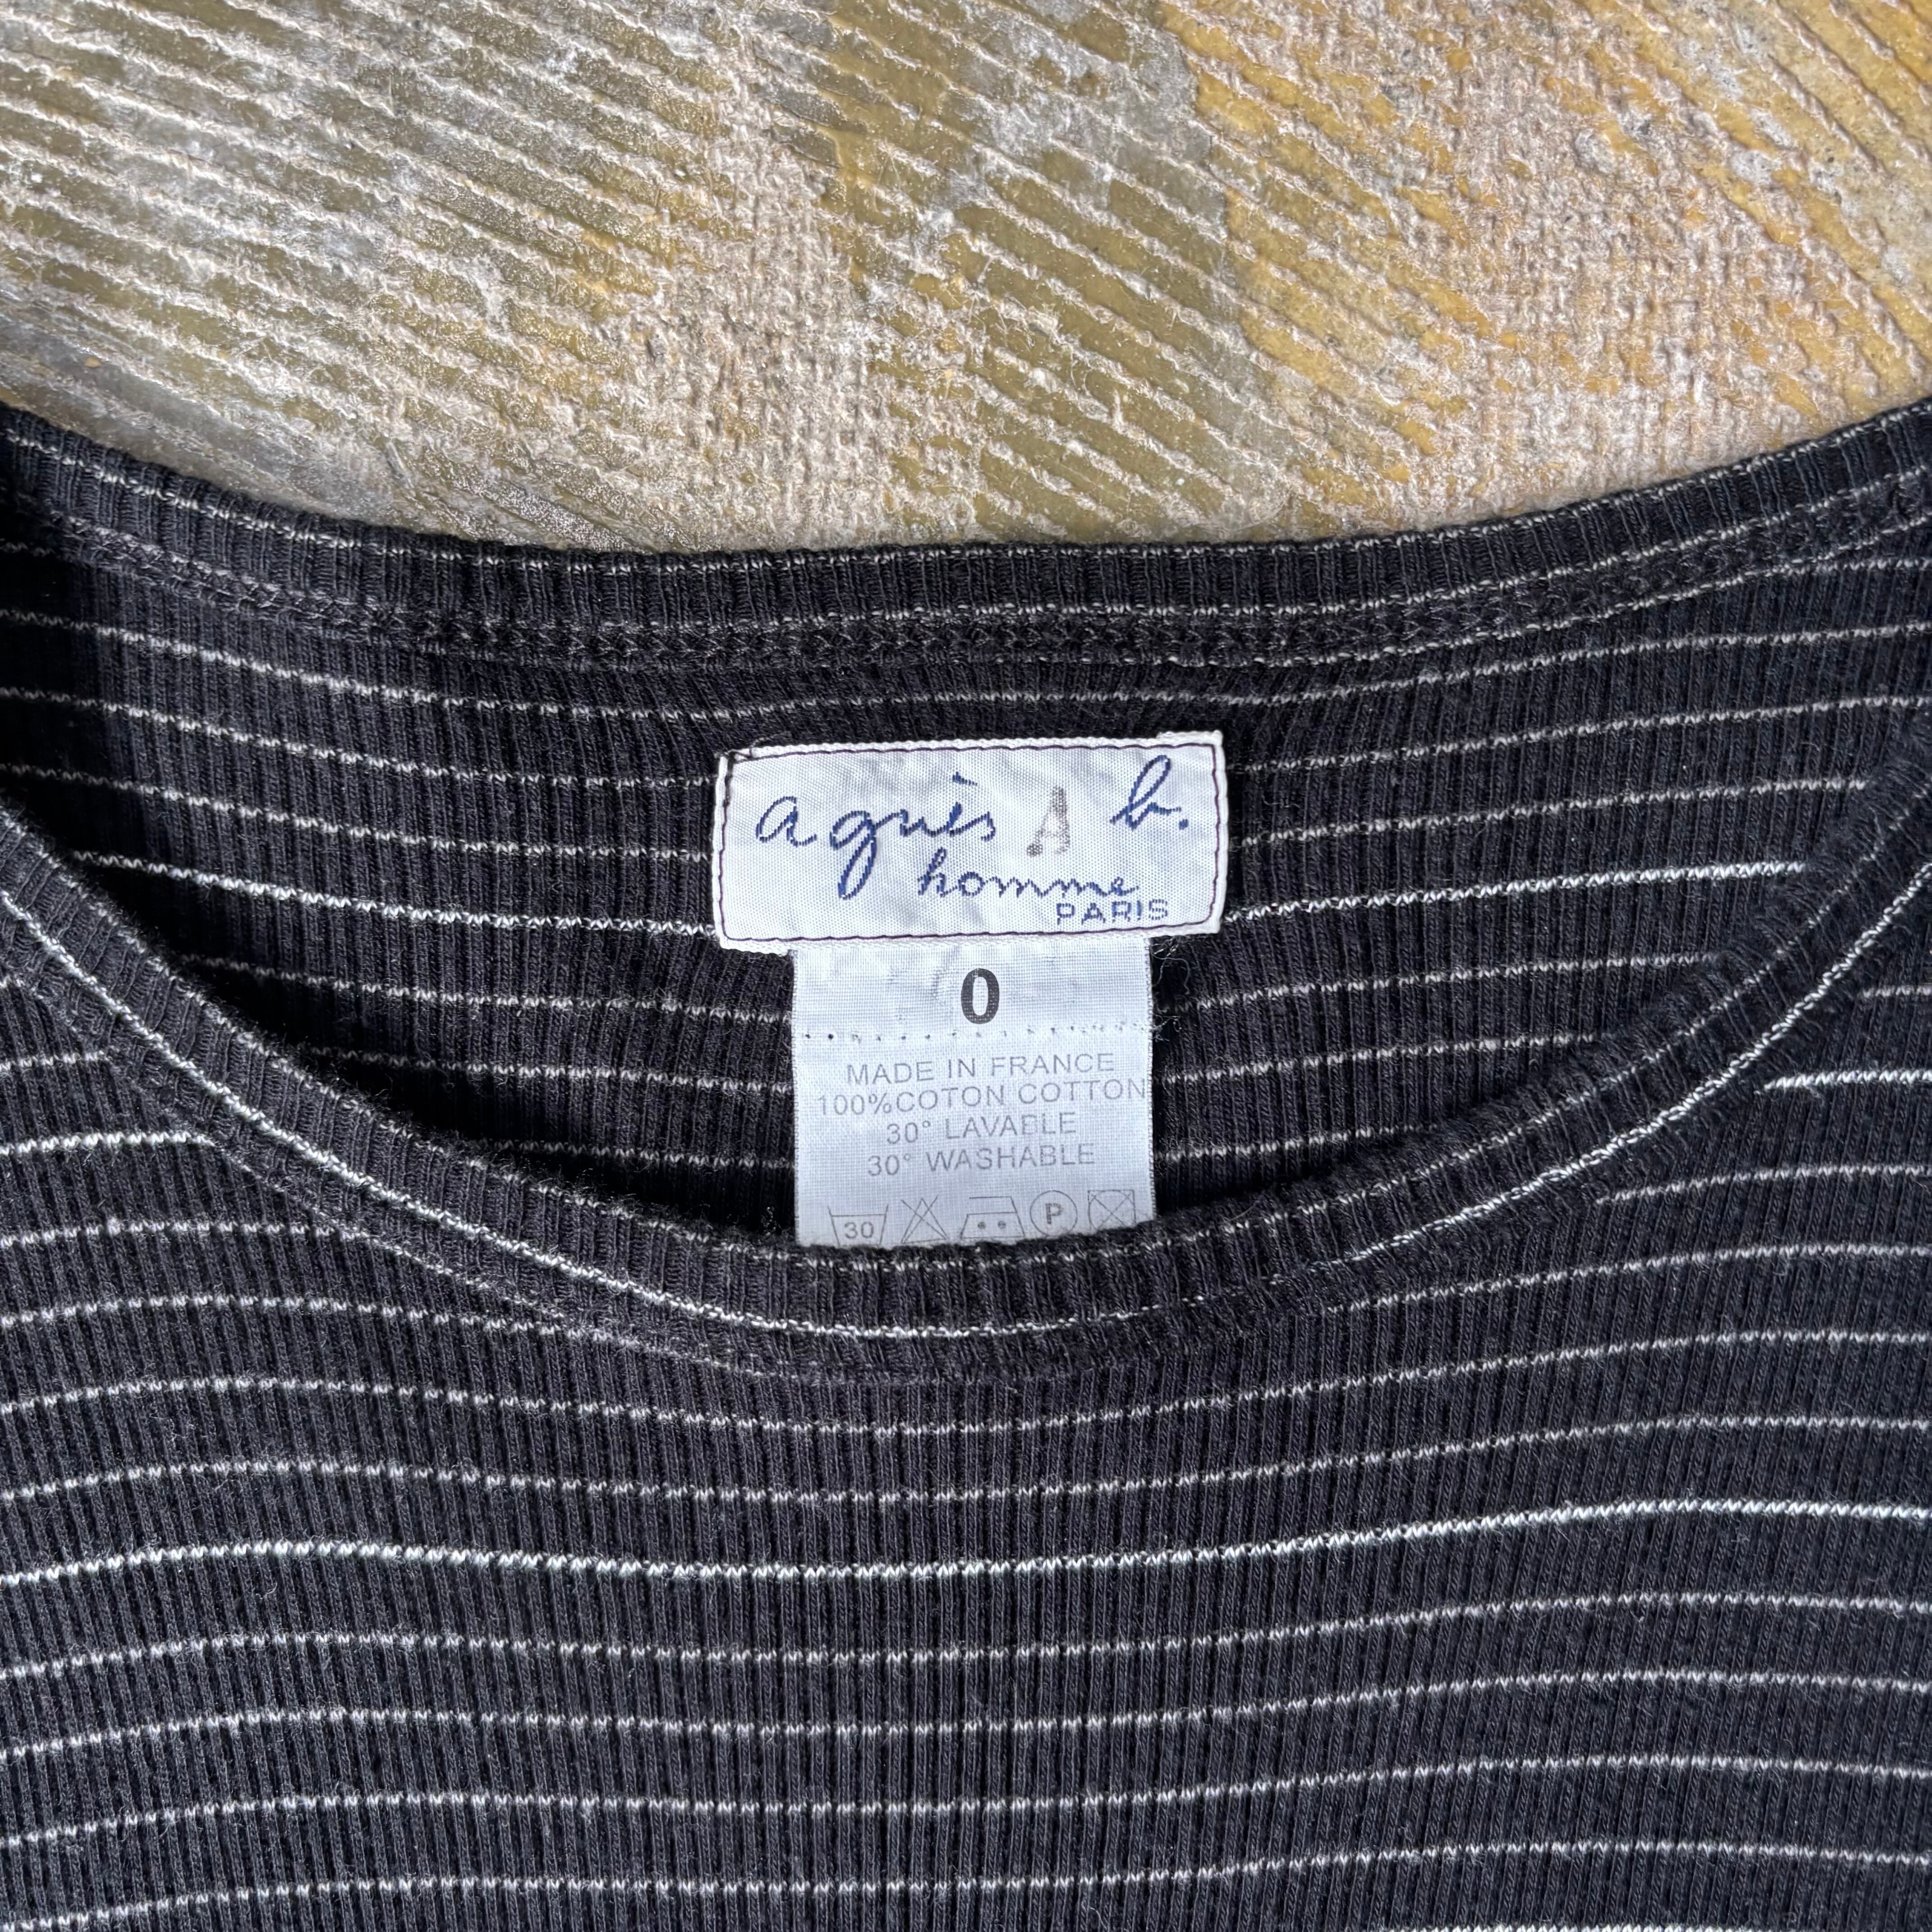 agnès A b.
homme
PARIS
0
MADE IN FRANCE
100%COTON COTTON
30° LAVABLE
30° WASHABLE
30 P